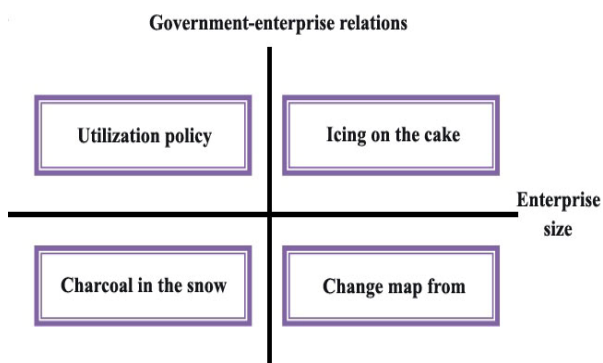 Government-enterprise relations
Utilization policy
Icing on the cake
Enterprise
size
Charcoal in the snow
Change map from